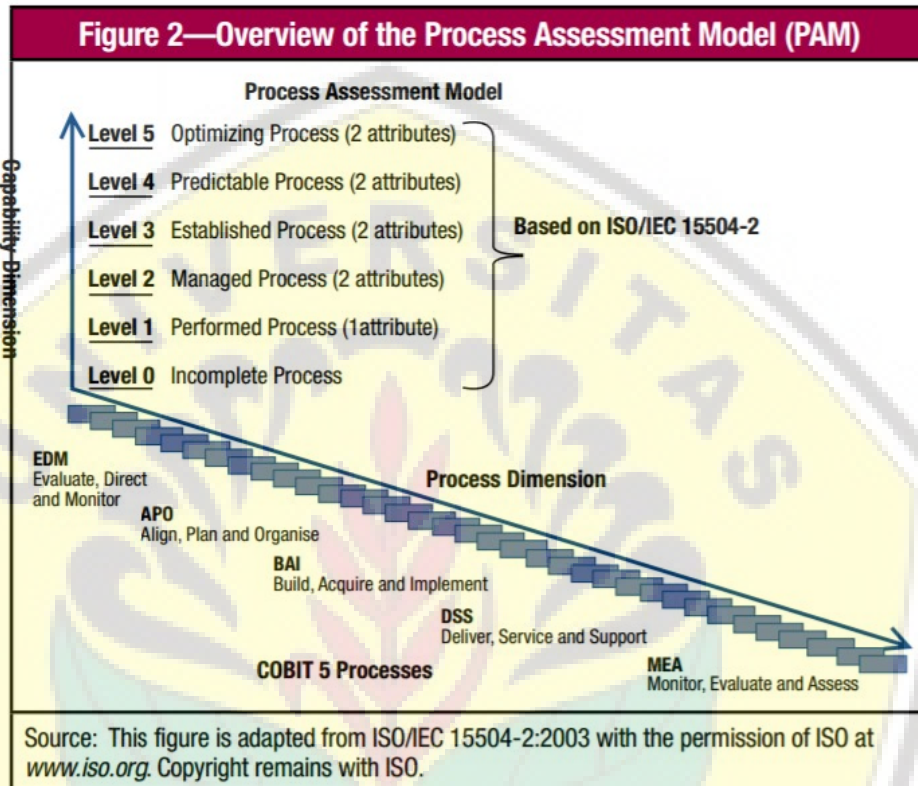 Figure 2—Overview of the Process Assessment Model (PAM)
Process Assessment Model
Capability Dimension
Level 5 Optimizing Process (2 attributes)
Level 4 Predictable Process (2 attributes)
Level 3 Established Process (2 attributes)
Based on ISO/IEC 15504-2
Level 2 Managed Process (2 attributes)
Level 1 Performed Process (1attribute)
Level 0 Incomplete Process
UNIVERSITAS
Process Dimension
EDM
Evaluate, Direct
and Monitor
APO
Align, Plan and Organise
BAI
Build, Acquire and Implement
DSS
Deliver, Service and Support
MEA
Monitor, Evaluate and Assess
COBIT 5 Processes
Source: This figure is adapted from ISO/IEC 15504-2:2003 with the permission of ISO at
www.iso.org. Copyright remains with ISO.